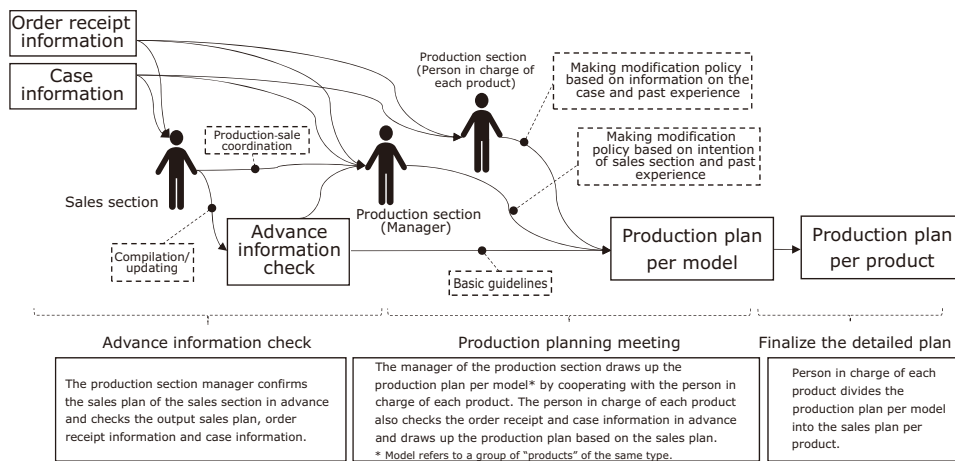 Order receipt
information
Case
information
Production section
(Person in charge of
each product)
Making modification policy
based on information on the
case and past experience
Production-sale
coordination
Making modification
policy based on intention
of sales section and past
experience
Sales section
Production section
(Manager)
Compilation/
updating
Advance
information
check
Basic guidelines
Production plan
per model
Production plan
per product
Advance information check
Production planning meeting
Finalize the detailed plan
The production section manager confirms
the sales plan of the sales section in advance
and checks the output sales plan, order
receipt information and case information.
The manager of the production section draws up the
production plan per model* by cooperating with the person in
charge of each product. The person in charge of each product
also checks the order receipt and case information in advance
and draws up the production plan based on the sales plan.
* Model refers to a group of “products” of the same type.
Person in charge of each
product divides the
production plan per model
into the sales plan per
product.